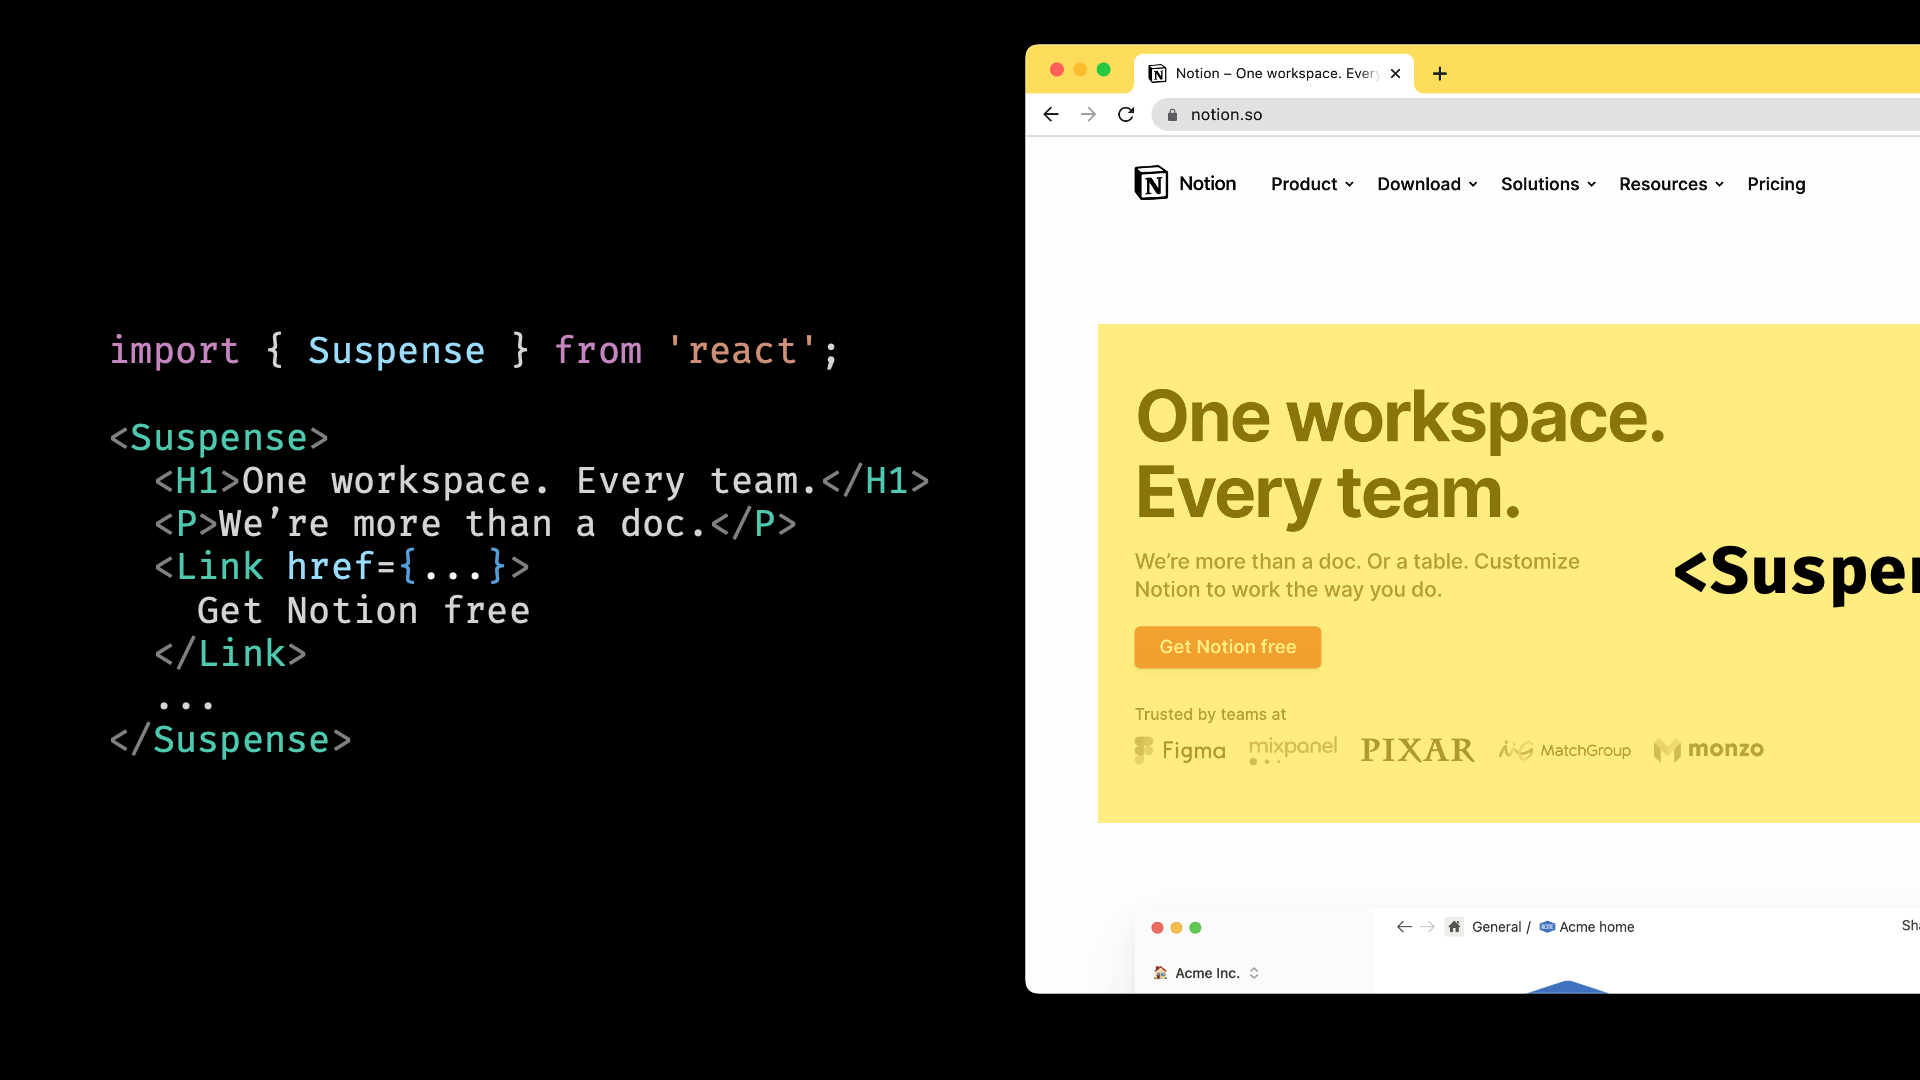 import { Suspense } from 'react';
<Suspense>
<H1>One workspace. Every team.</H1>
<P>We’re more than a doc.</P>
<Link href={...}>
Get Notion free
</Link>
...
</Suspense>
Notion – One workspace. Every
notion.so
Notion Product Download Solutions Resources Pricing
One workspace.
Every team.
We’re more than a doc. Or a table. Customize
Notion to work the way you do.
<Suspen
Get Notion free
Trusted by teams at
Figma mixpanel PIXAR MatchGroup monzo
General / Acme home
Sha
Acme Inc.